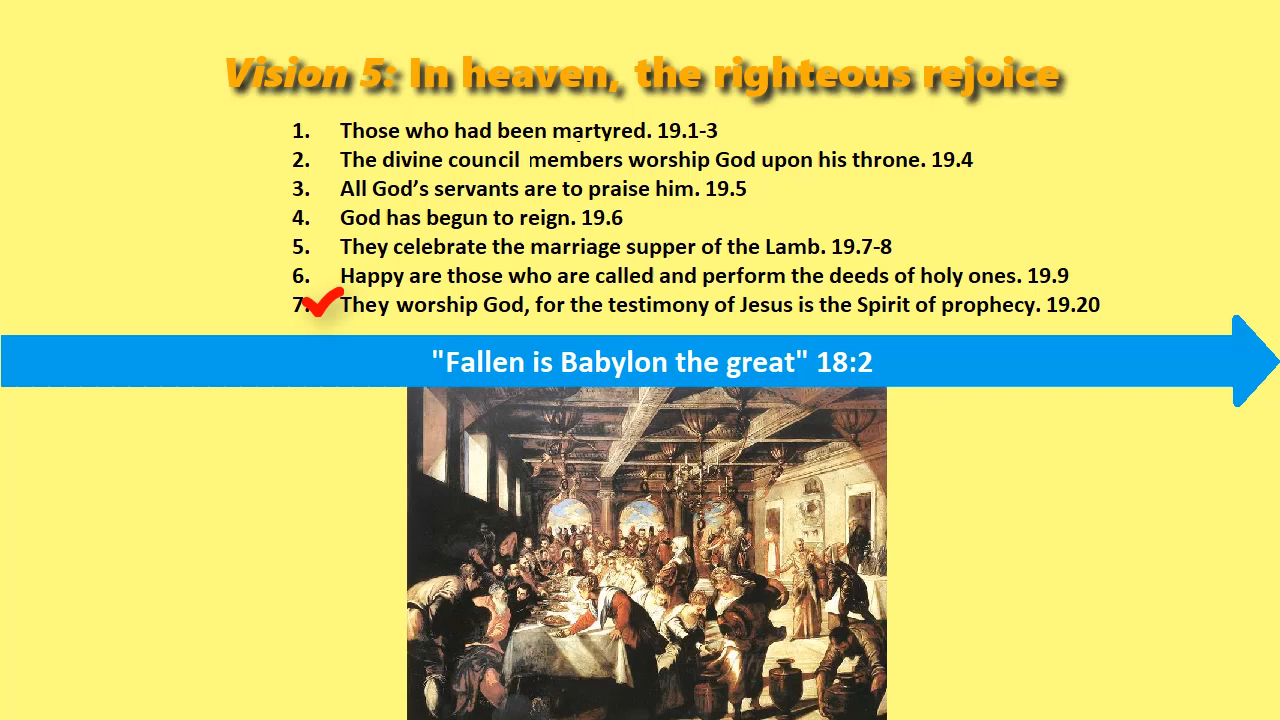 Vision 5: In heaven, the righteous rejoice
1. Those who had been martyred. 19.1-3
2. The divine council members worship God upon his throne. 19.4
3. All God’s servants are to praise him. 19.5
4. God has begun to reign. 19.6
5. They celebrate the marriage supper of the Lamb. 19.7-8
6. Happy are those who are called and perform the deeds of holy ones. 19.9
7. They worship God, for the testimony of Jesus is the Spirit of prophecy. 19.20
"Fallen is Babylon the great" 18:2